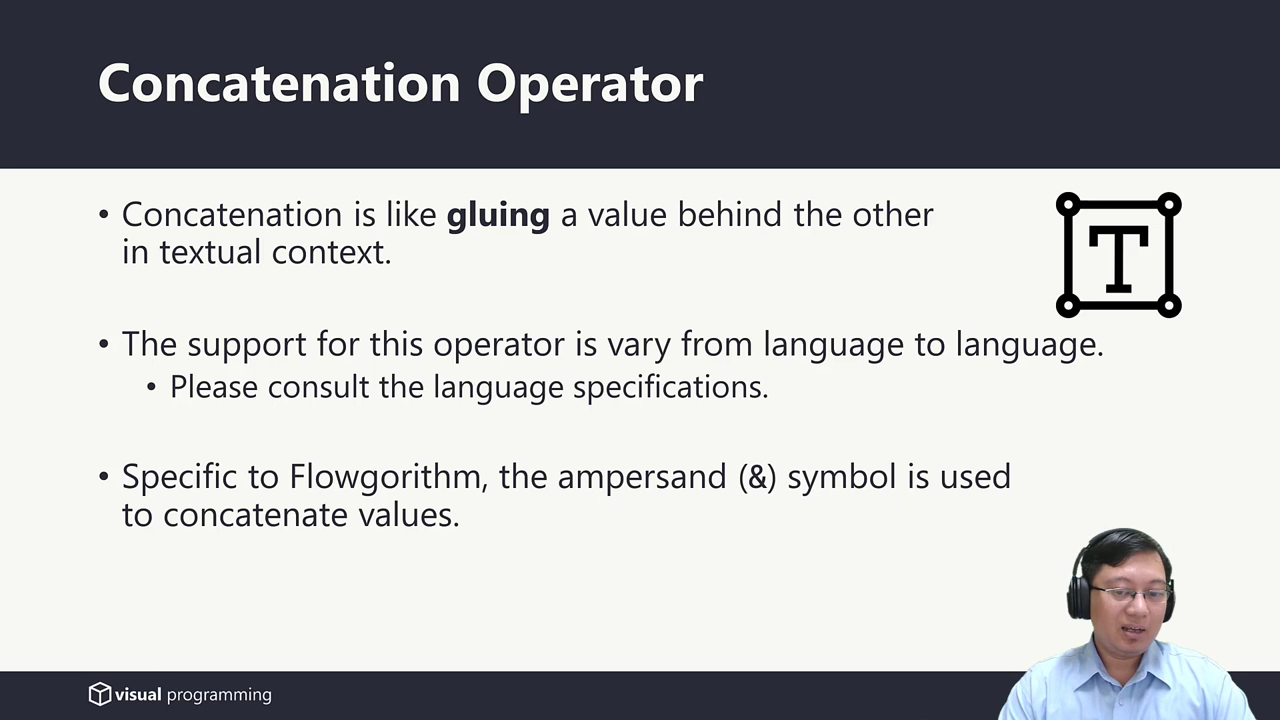 Concatenation Operator
• Concatenation is like gluing a value behind the other
in textual context.
• The support for this operator is vary from language to language.
• Please consult the language specifications.
• Specific to Flowgorithm, the ampersand (&) symbol is used
to concatenate values.
T
visual programming